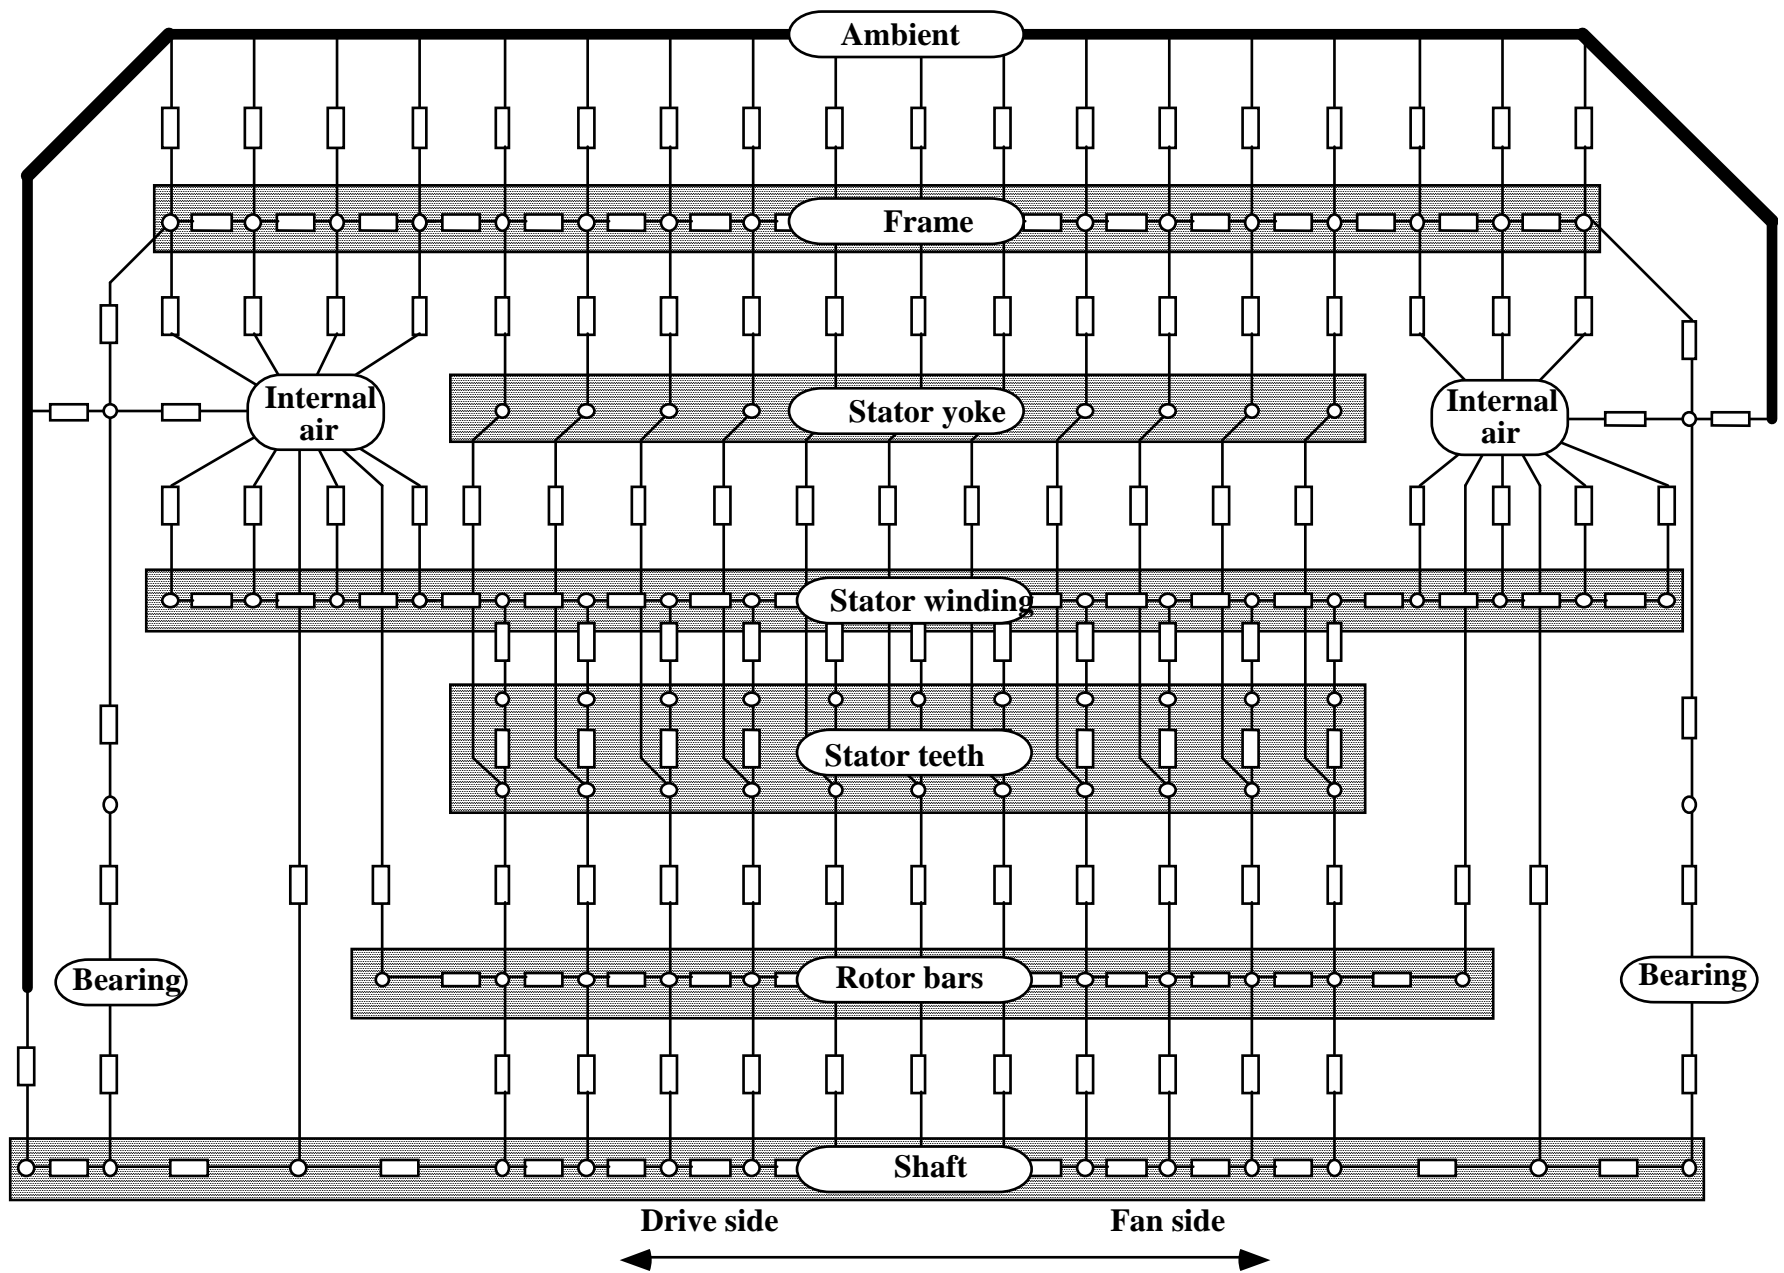 Ambient
Frame
Internal
air
Stator yoke
Internal
air
Stator winding
Stator teeth
Bearing
Rotor bars
Bearing
Shaft
Drive side
Fan side